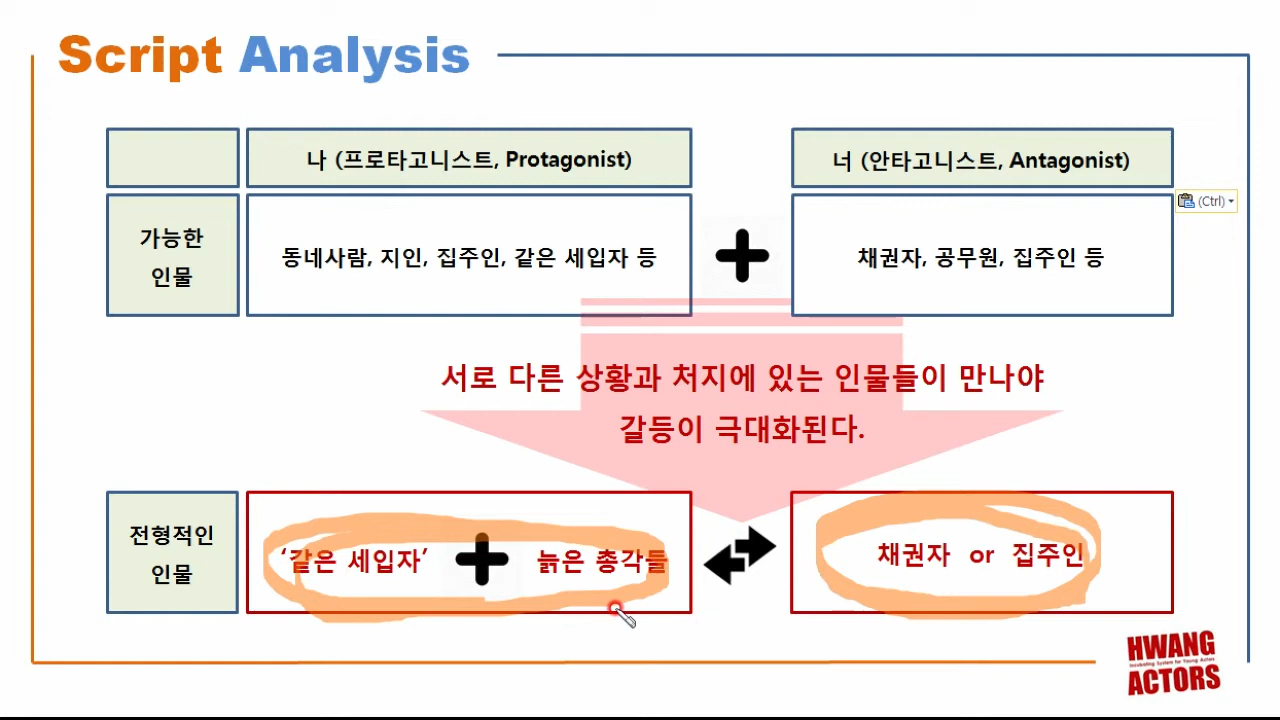 Script Analysis
나 (프로타고니스트, Protagonist)
너 (안타고니스트, Antagonist)
(Ctrl)
가능한
인물
동네사람, 지인, 집주인, 같은 세입자 등
채권자, 공무원, 집주인 등
서로 다른 상황과 처지에 있는 인물들이 만나야
갈등이 극대화된다.
전형적인
인물
‘같은 세입자’
늙은 총각들
채권자 or 집주인
HWANG
Incubating System for Young Actors
ACTORS